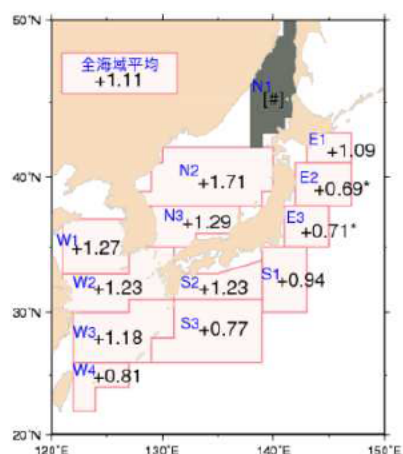 50°N
全海域平均
+1.11
N1
[#]
E1
+1.09
40°N
N2
+1.71
E2
+0.69*
N3
+1.29
E3
+0.71*
W1
+1.27
W2
+1.23
S2
+1.23
S1
+0.94
30°N
W3
+1.18
S3
+0.77
W4
+0.81
20°N
120°E
130°E
140°E
150°E